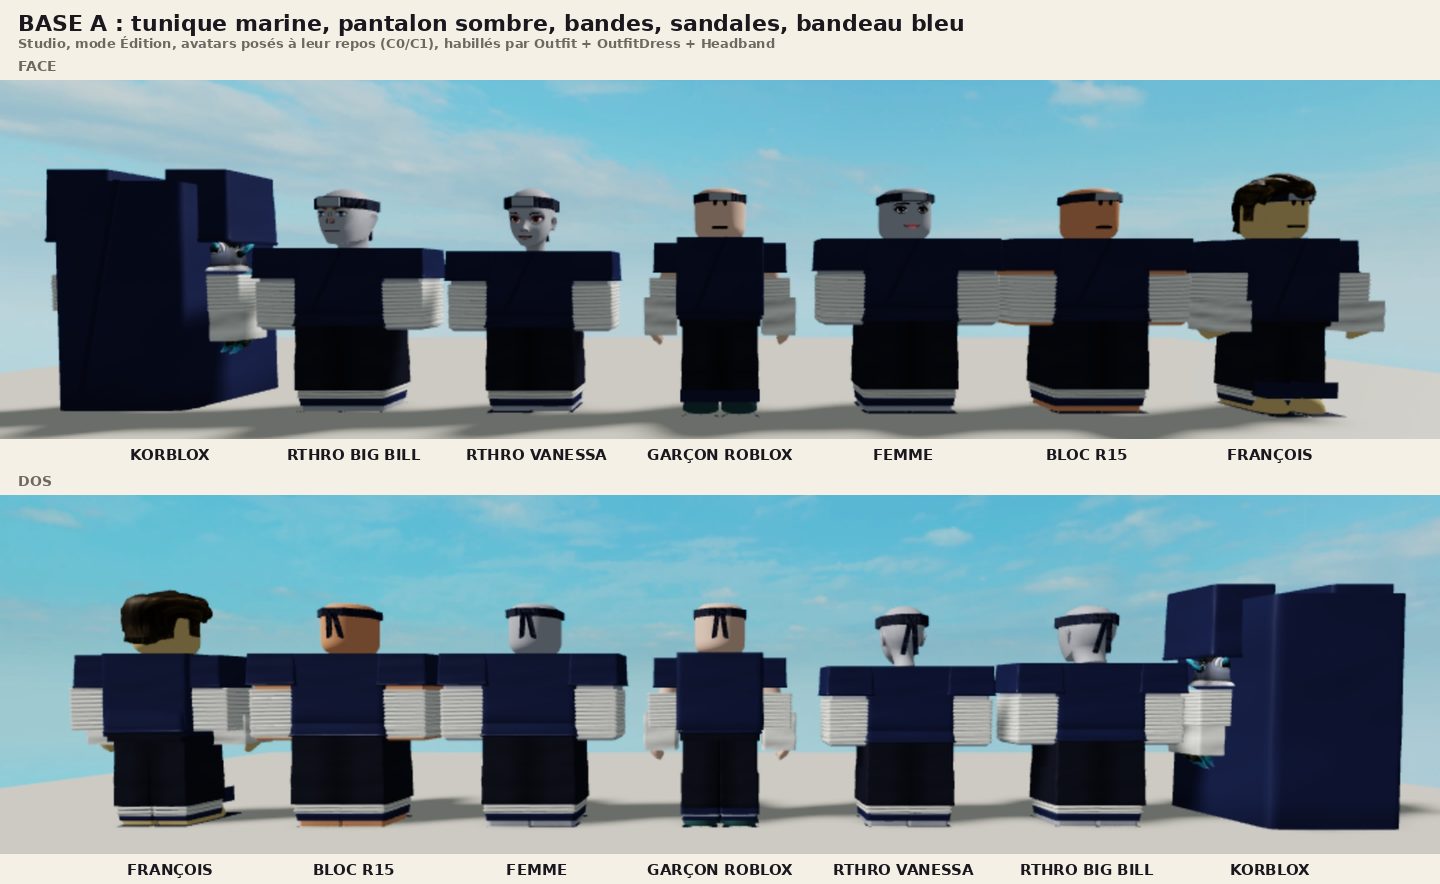 BASE A : tunique marine, pantalon sombre, bandes, sandales, bandeau bleu
Studio, mode Édition, avatars posés à leur repos (C0/C1), habillés par Outfit + OutfitDress + Headband
FACE
KORBLOX RTHRO BIG BILL RTHRO VANESSA GARÇON ROBLOX FEMME BLOC R15 FRANÇOIS
DOS
FRANÇOIS BLOC R15 FEMME GARÇON ROBLOX RTHRO VANESSA RTHRO BIG BILL KORBLOX